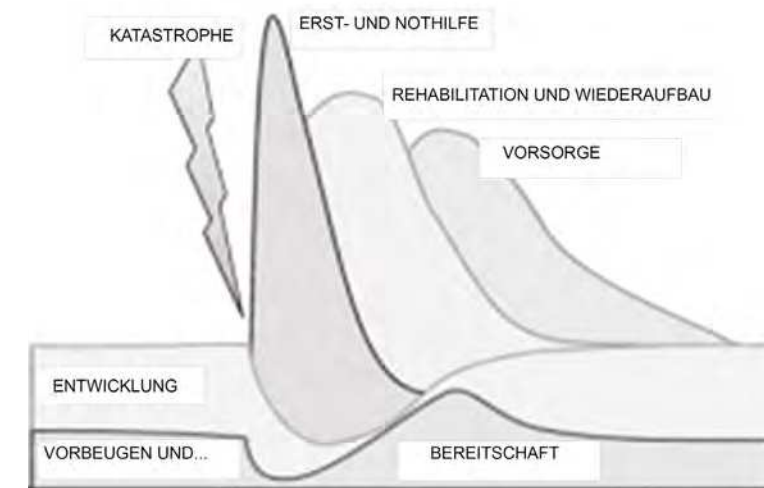 KATASTROPHE
ERST- UND NOTHILFE
REHABILITATION UND WIEDERAUFBAU
VORSORGE
ENTWICKLUNG
VORBEUGEN UND...
BEREITSCHAFT